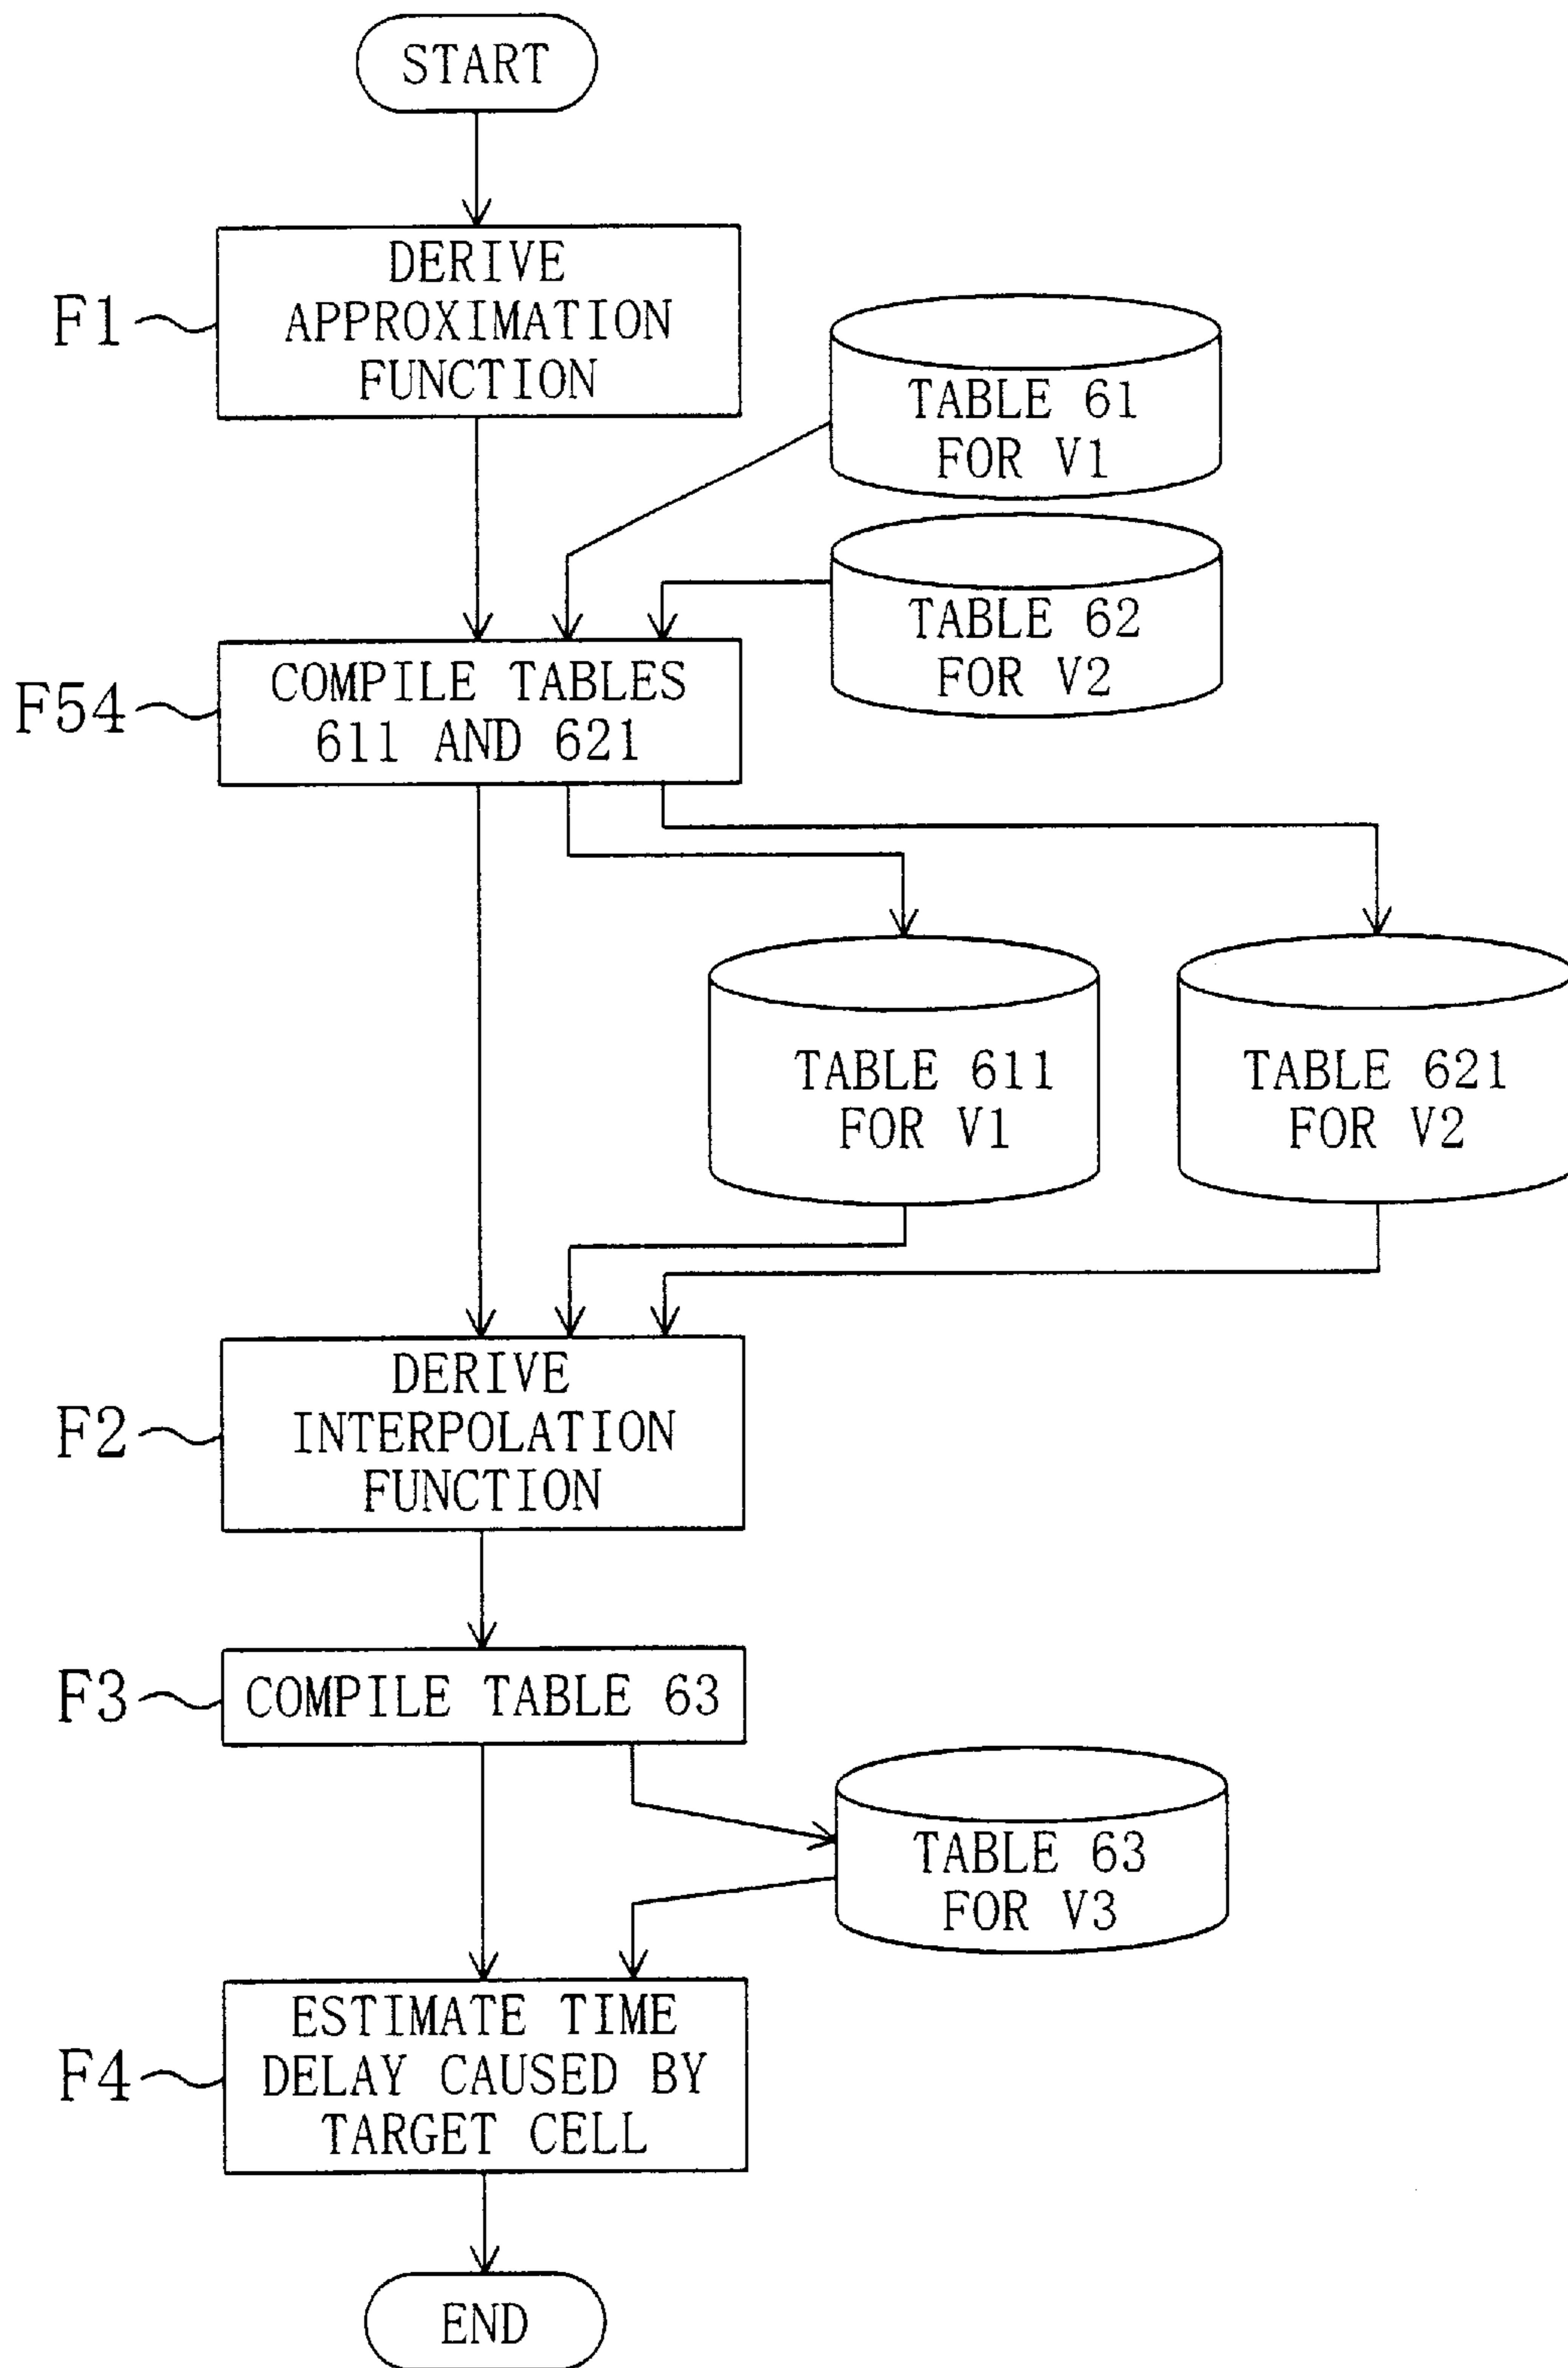 START
F1
DERIVE
APPROXIMATION
FUNCTION
TABLE 61
FOR V1
TABLE 62
FOR V2
F54
COMPILE TABLES
611 AND 621
TABLE 611
FOR V1
TABLE 621
FOR V2
F2
DERIVE
INTERPOLATION
FUNCTION
F3
COMPILE TABLE 63
TABLE 63
FOR V3
F4
ESTIMATE TIME
DELAY CAUSED BY
TARGET CELL
END